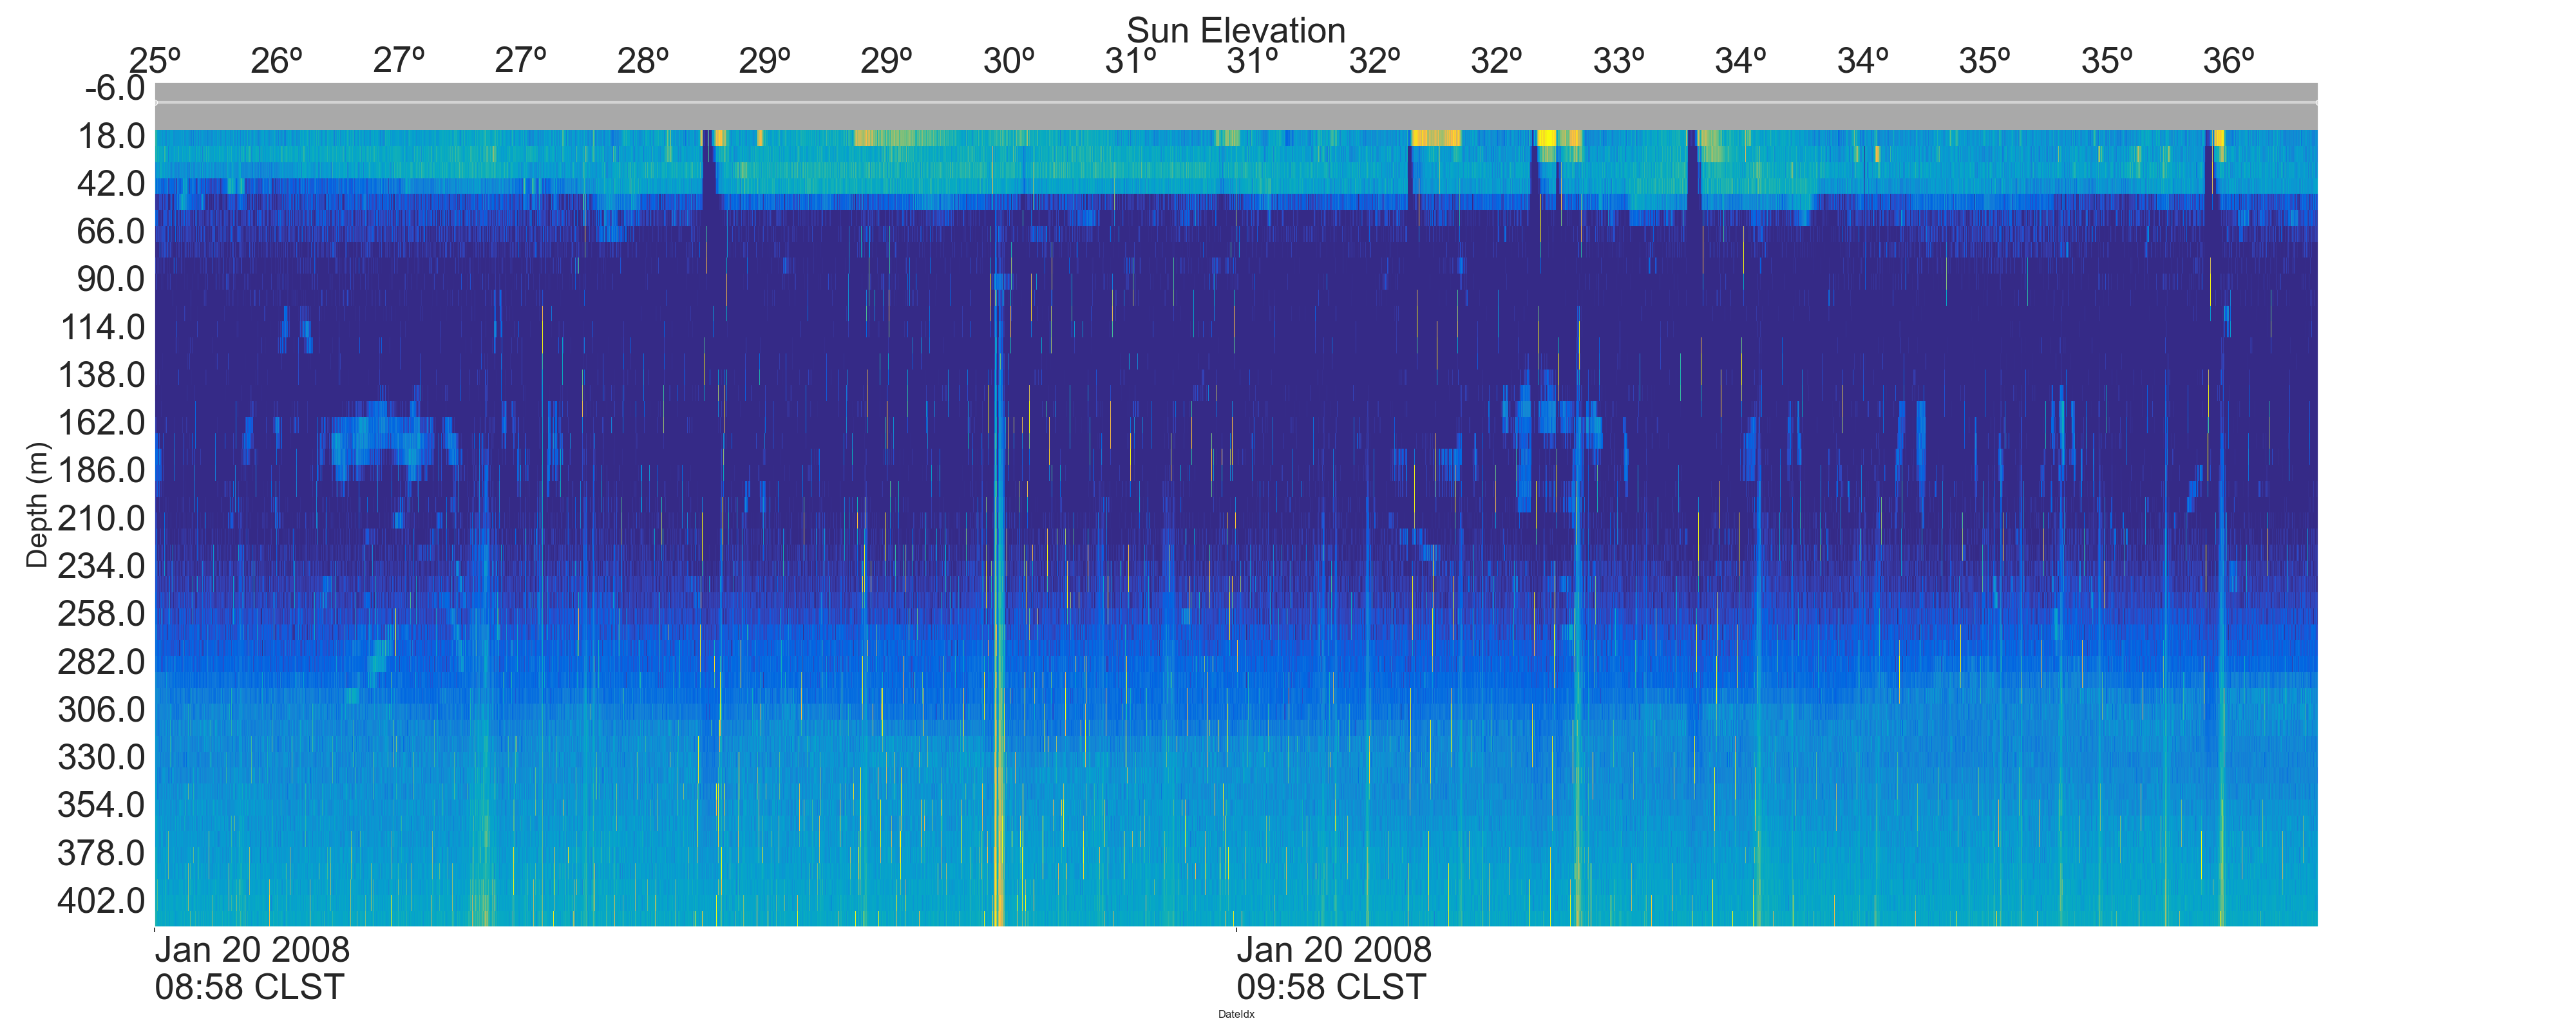 Sun Elevation
25º 26º 27º 27º 28º 29º 29º 30º 31º 31º 32º 32º 33º 34º 34º 35º 35º 36º
-6.0
18.0
42.0
66.0
90.0
114.0
138.0
162.0
186.0
210.0
234.0
258.0
282.0
306.0
330.0
354.0
378.0
402.0
Depth (m)
Jan 20 2008
08:58 CLST
Jan 20 2008
09:58 CLST
DateIdx